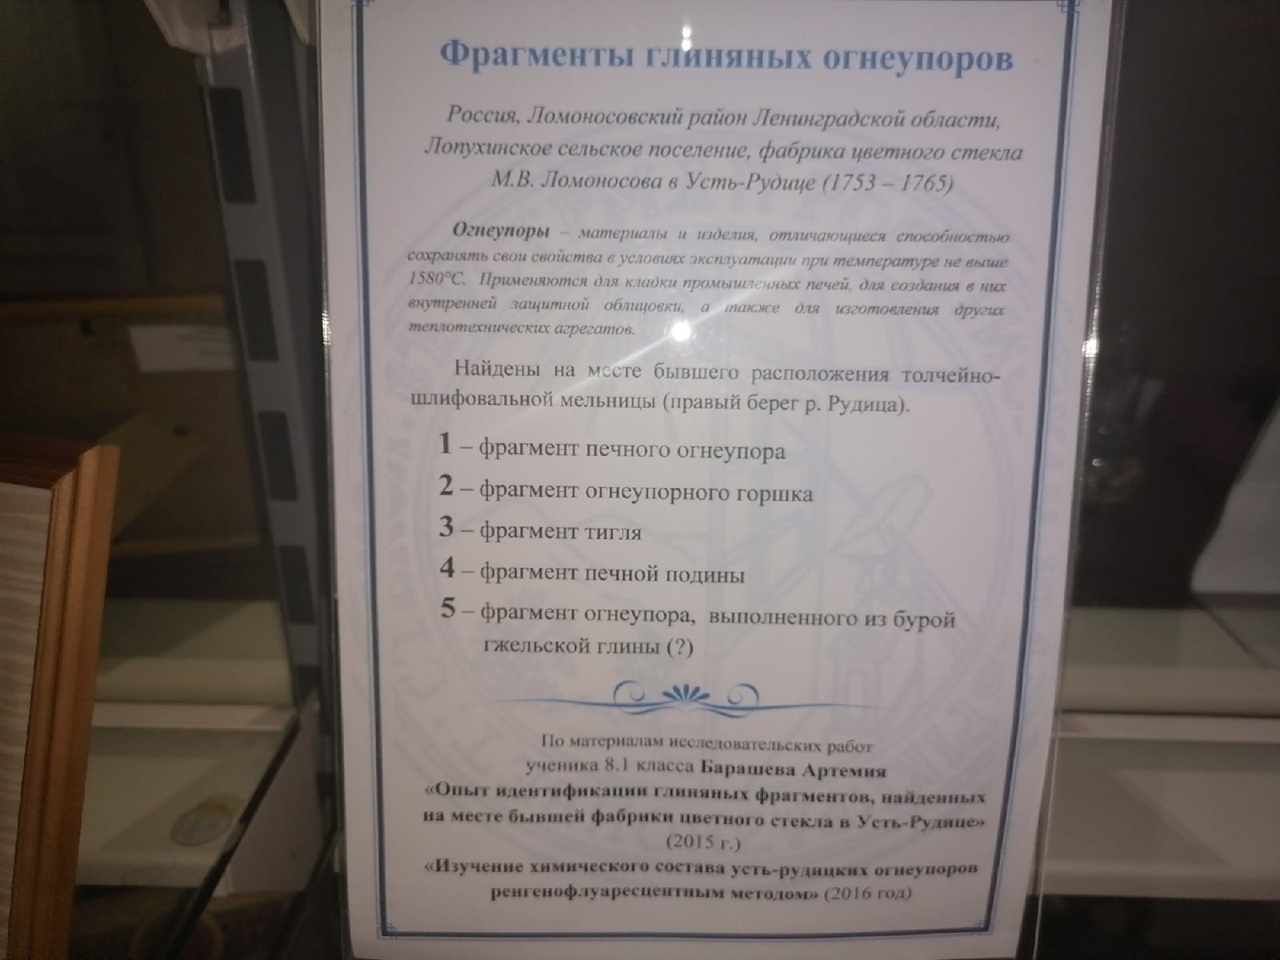 Фрагменты глиняных огнеупоров
Россия, Ломоносовский район Ленинградской области,
Лопухинское сельское поселение, фабрика цветного стекла
М.В. Ломоносова в Усть-Рудице (1753 – 1765)
Огнеупоры – материалы и изделия, отличающиеся способностью
сохранять свои свойства в условиях эксплуатации при температуре не выше
1580°С. Применяются для кладки промышленных печей, для создания в них
внутренней защитной облицовки, а также для изготовления других
теплотехнических агрегатов.
Найдены на месте бывшего расположения толчейно-
шлифовальной мельницы (правый берег р. Рудица).
1 – фрагмент печного огнеупора
2 – фрагмент огнеупорного горшка
3 – фрагмент тигля
4 – фрагмент печной подины
5 – фрагмент огнеупора, выполненного из бурой
гжельской глины (?)
По материалам исследовательских работ
ученика 8.1 класса Барашева Артемия
«Опыт идентификации глиняных фрагментов, найденных
на месте бывшей фабрики цветного стекла в Усть-Рудице»
(2015 г.)
«Изучение химического состава усть-рудицких огнеупоров
ренгенофлуаресцентным методом» (2016 год)